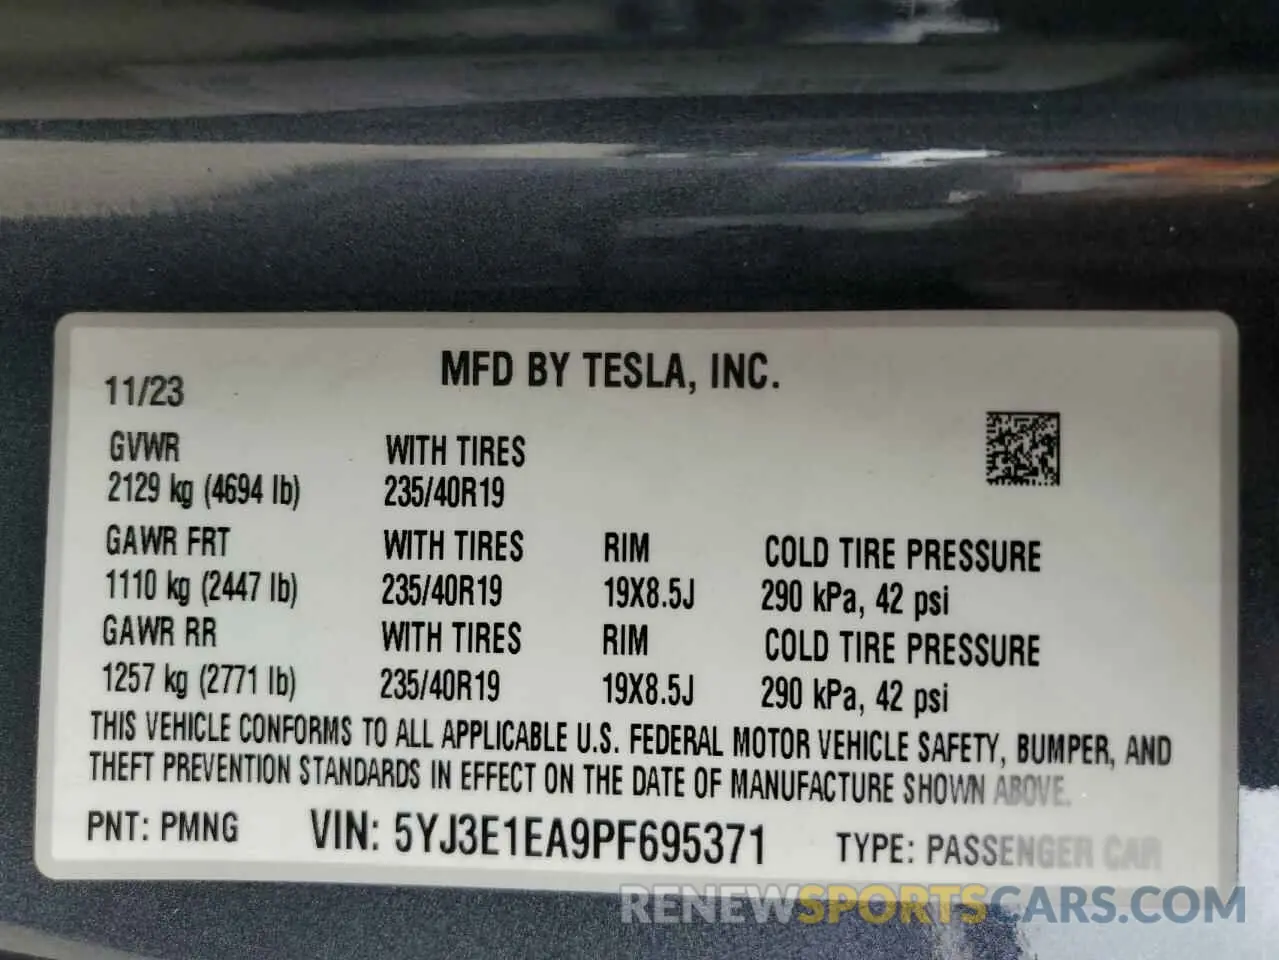 MFD BY TESLA, INC.
11/23
GVWR WITH TIRES
2129 kg (4694 lb) 235/40R19
GAWR FRT WITH TIRES RIM COLD TIRE PRESSURE
1110 kg (2447 lb) 235/40R19 19X8.5J 290 kPa, 42 psi
GAWR RR WITH TIRES RIM COLD TIRE PRESSURE
1257 kg (2771 lb) 235/40R19 19X8.5J 290 kPa, 42 psi
THIS VEHICLE CONFORMS TO ALL APPLICABLE U.S. FEDERAL MOTOR VEHICLE SAFETY, BUMPER, AND
THEFT PREVENTION STANDARDS IN EFFECT ON THE DATE OF MANUFACTURE SHOWN ABOVE.
PNT: PMNG VIN: 5YJ3E1EA9PF695371 TYPE: PASSENGER CAR
RENEWSPORTSCARS.COM